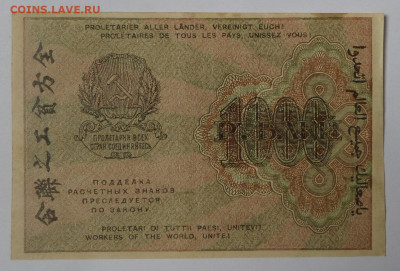 COINS.LAVE.RU
PROLETARIER ALLER LÄNDER, VEREINIGT EUCH!
PROLÉTAIRES DE TOUS LES PAYS, UNISSEZ-VOUS!
ПРОЛЕТАРИИ ВСЕХ
СТРАН СОЕДИНЯЙТЕСЬ
1000
РУБЛЕЙ
ПОДДЕЛКА
РАСЧЕТНЫХ ЗНАКОВ
ПРЕСЛЕДУЕТСЯ
ПО ЗАКОНУ
PROLETARI DI TUTTI I PAESI, UNITEVI!
WORKERS OF THE WORLD, UNITE!